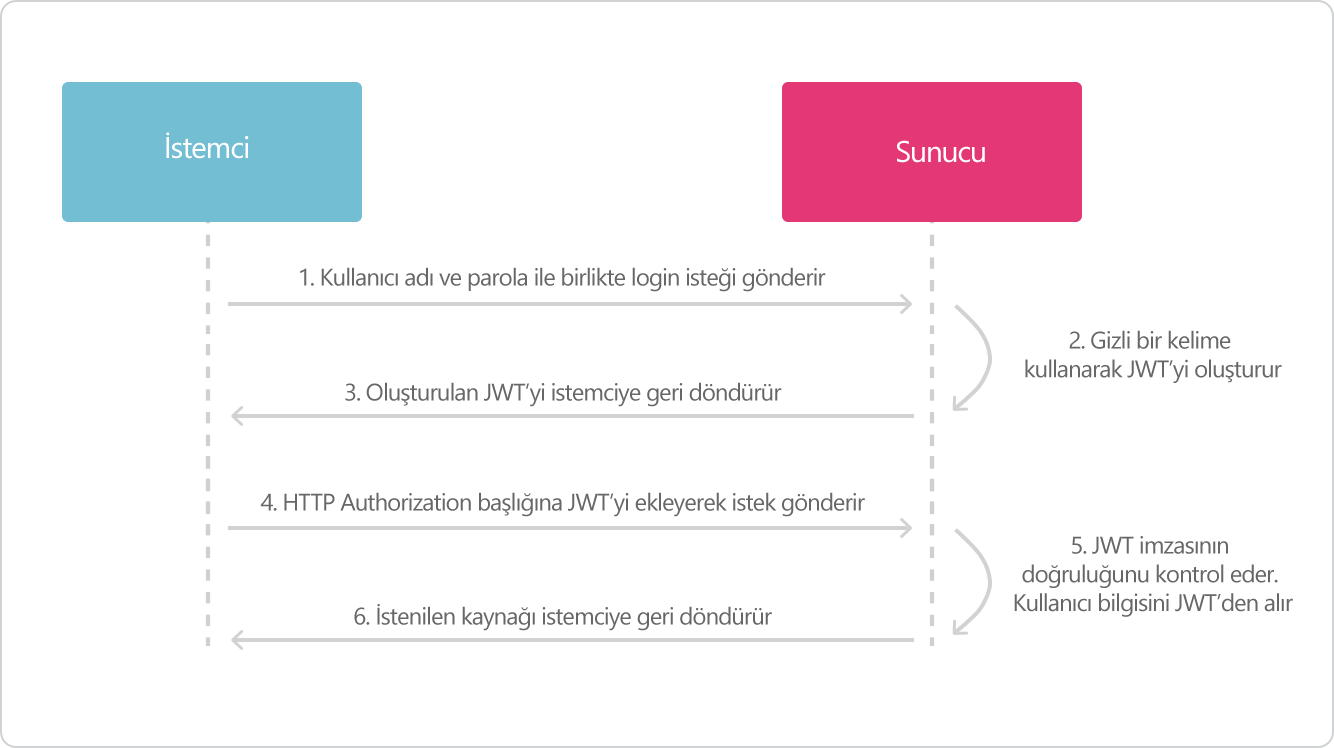 İstemci
Sunucu
1. Kullanıcı adı ve parola ile birlikte login isteği gönderir
2. Gizli bir kelime
kullanarak JWT’yi oluşturur
3. Oluşturulan JWT’yi istemciye geri döndürür
4. HTTP Authorization başlığına JWT’yi ekleyerek istek gönderir
5. JWT imzasının
doğruluğunu kontrol eder.
Kullanıcı bilgisini JWT’den alır
6. İstenilen kaynağı istemciye geri döndürür